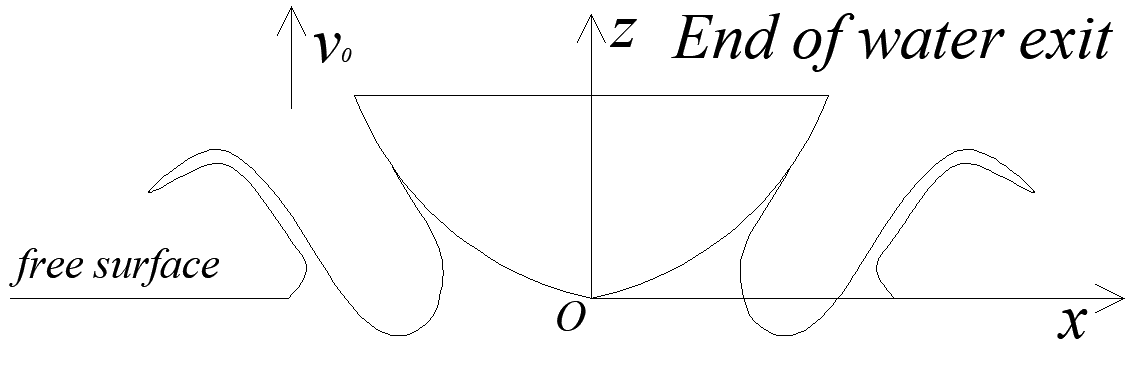 v₀
z
End of water exit
free surface
O
x